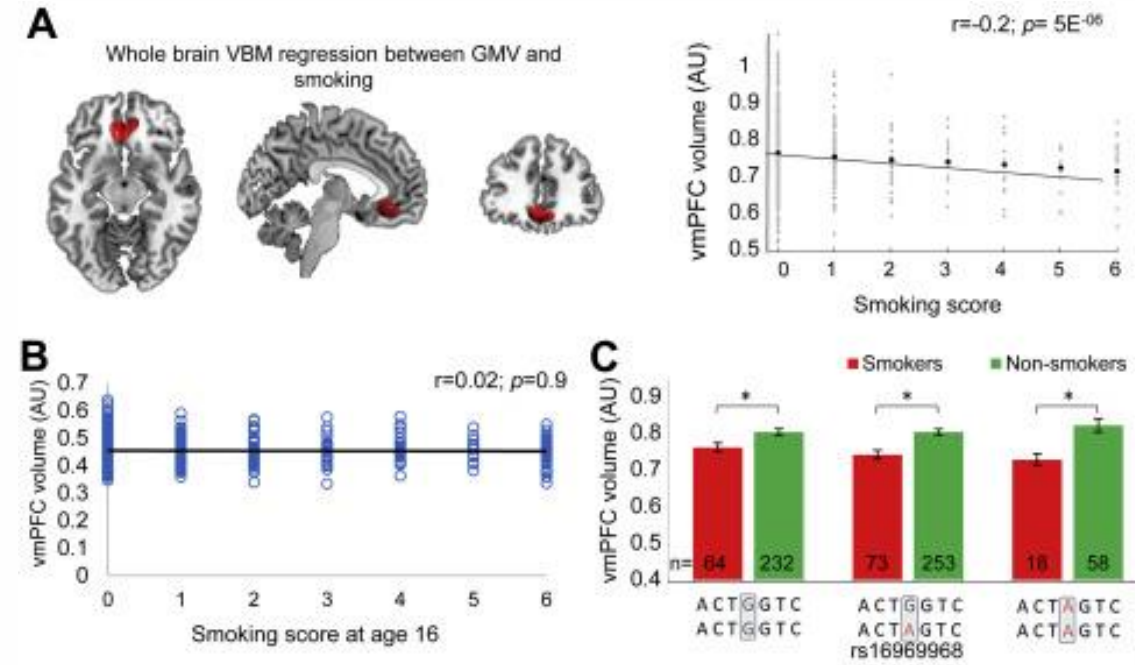 A
Whole brain VBM regression between GMV and
smoking
r=-0.2; p= 5E-06
vmPFC volume (AU)
1
0.9
0.8
0.7
0.6
0.5
0 1 2 3 4 5 6
Smoking score
B
r=0.02; p=0.9
vmPFC volume (AU)
0.7
0.6
0.5
0.4
0.3
0.2
0.1
0
0 1 2 3 4 5 6
Smoking score at age 16
C
Smokers Non-smokers
vmPFC volume (AU)
0.9
0.8
0.7
0.6
0.5
0.4
* * *
n= 64 232 73 253 18 58
ACTGGTC ACTGGTC ACTAGTC
ACTGGTC ACTAGTC ACTAGTC
rs16969968